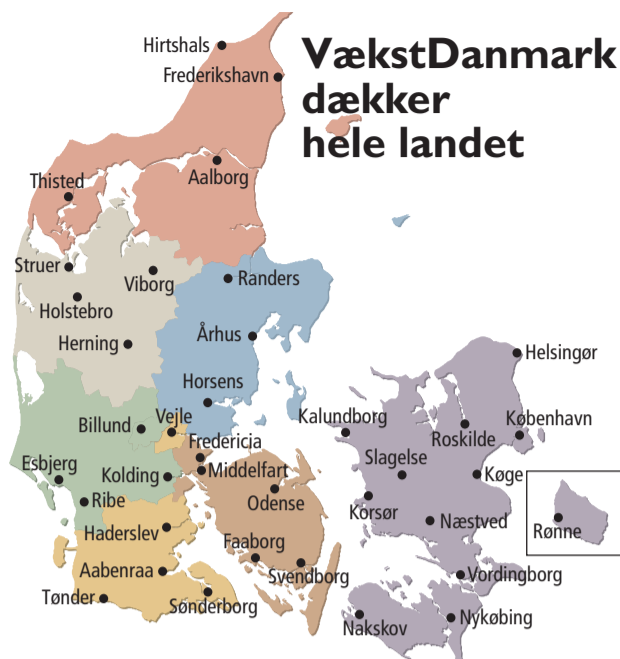 VækstDanmark
dækker
hele landet
Hirtshals
Frederikshavn
Thisted
Aalborg
Struer
Viborg
Randers
Holstebro
Herning
Århus
Helsingør
Horsens
Kalundborg
København
Vejle
Billund
Roskilde
Fredericia
Slagelse
Esbjerg
Kolding
Middelfart
Køge
Ribe
Odense
Korsør
Næstved
Rønne
Haderslev
Faaborg
Aabenraa
Svendborg
Vordingborg
Tønder
Sønderborg
Nakskov
Nykøbing